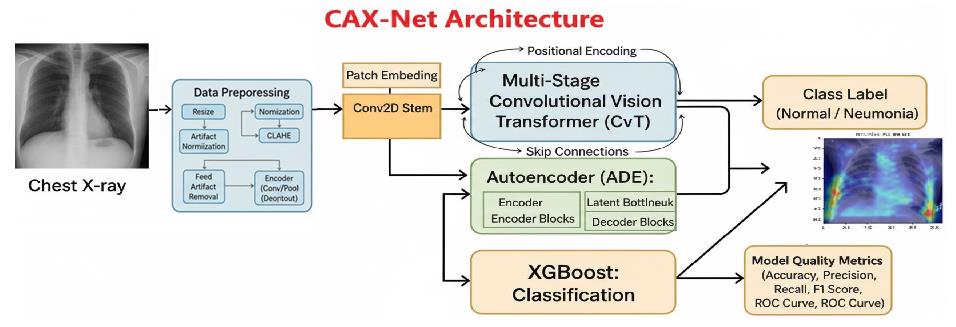 CAX-Net Architecture
Chest X-ray
Data Preporessing
Resize
Nomization
Artifact
Normiization
CLAHE
Feed
Artifact
Removal
Encoder
(Conv/Pool
(Deortout)
Patch Embeding
Conv2D Stem
Positional Encoding
Multi-Stage
Convolutional Vision
Transformer (CvT)
Skip Connections
Autoencoder (ADE):
Encoder
Encoder Blocks
Latent Bottlneuk
Decoder Blocks
XGBoost:
Classification
Class Label
(Normal / Neumonia)
Model Quality Metrics
(Accuracy, Precision,
Recall, F1 Score,
ROC Curve, ROC Curve)